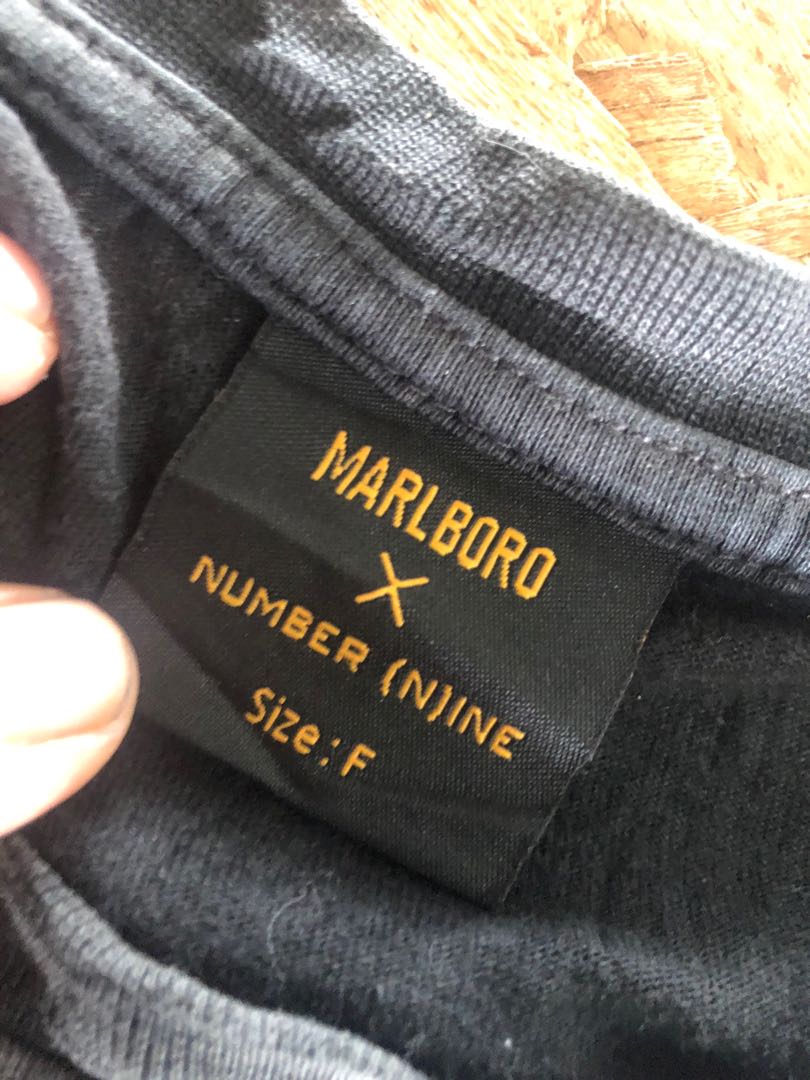 MARLBORO
X
NUMBER (N)INE
Size: F